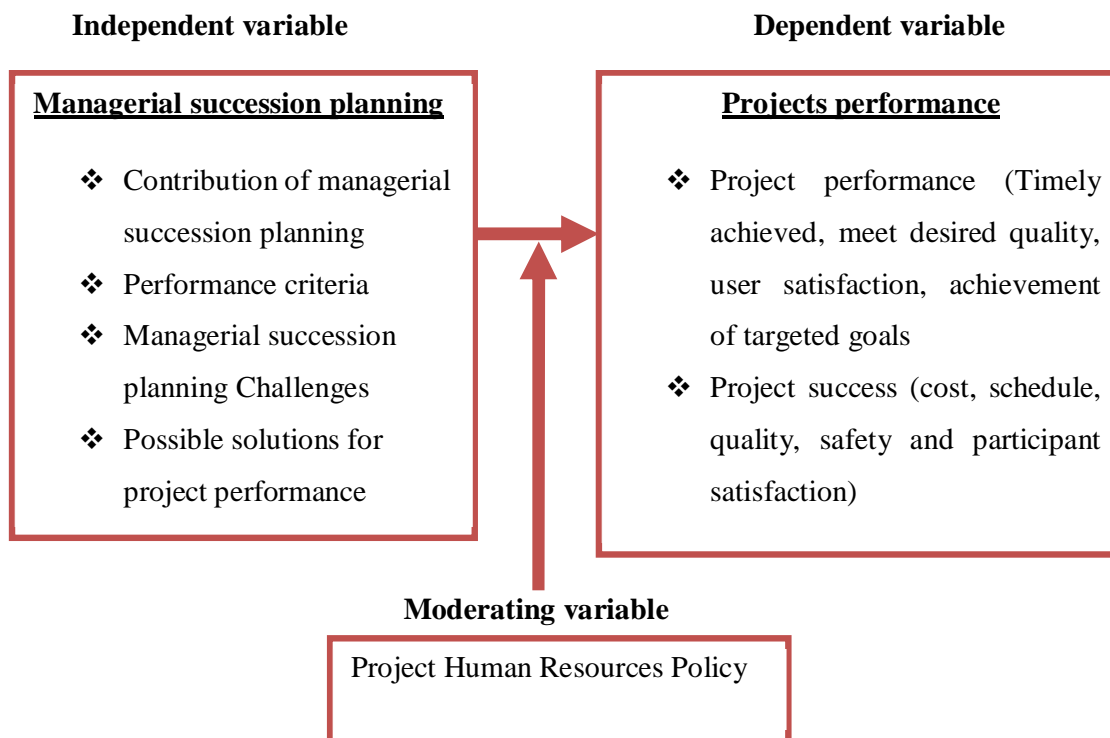 Independent variable
Dependent variable
Managerial succession planning
❖ Contribution of managerial
succession planning
❖ Performance criteria
❖ Managerial succession
planning Challenges
❖ Possible solutions for
project performance
Projects performance
❖ Project performance (Timely
achieved, meet desired quality,
user satisfaction, achievement
of targeted goals
❖ Project success (cost, schedule,
quality, safety and participant
satisfaction)
Moderating variable
Project Human Resources Policy